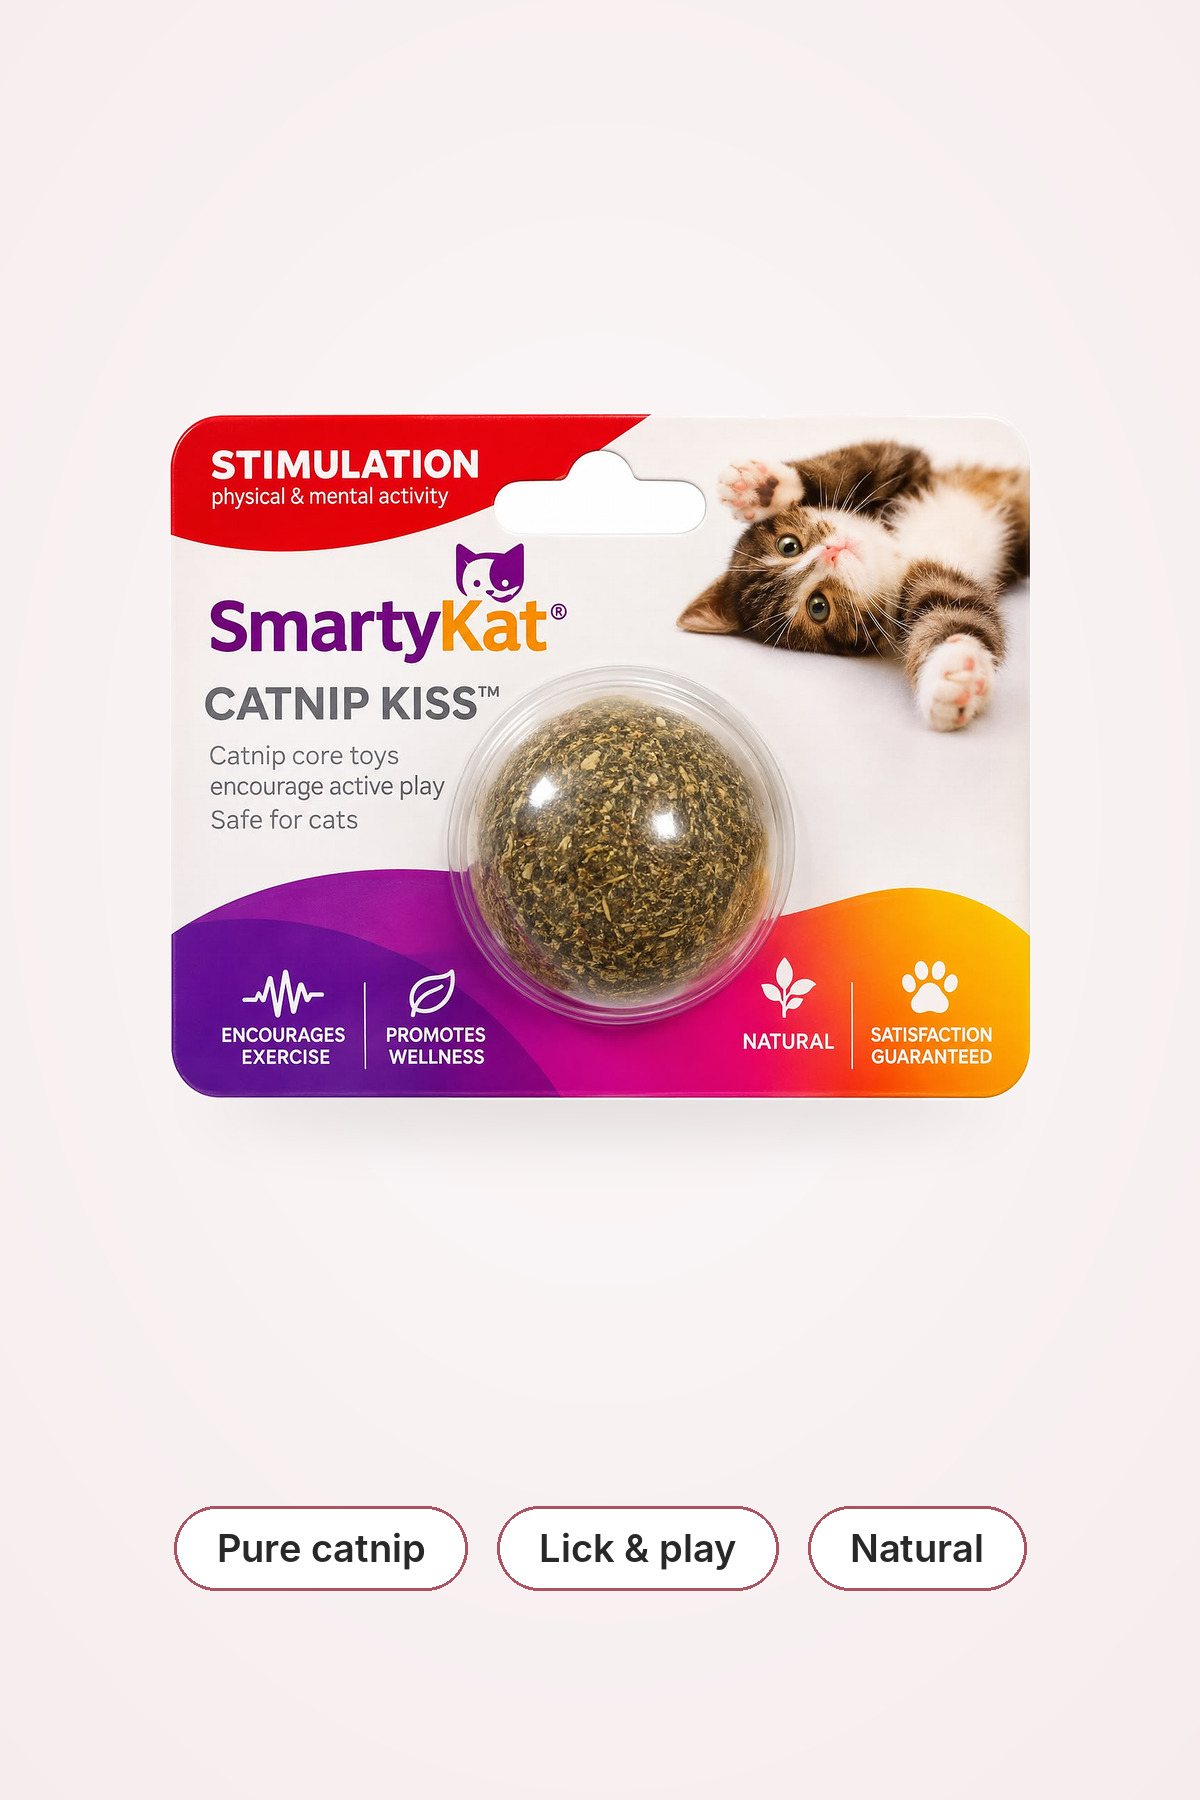 STIMULATION
physical & mental activity
SmartyKat®
CATNIP KISS™
Catnip core toys
encourage active play
Safe for cats
ENCOURAGES
EXERCISE
PROMOTES
WELLNESS
NATURAL
SATISFACTION
GUARANTEED
Pure catnip
Lick & play
Natural